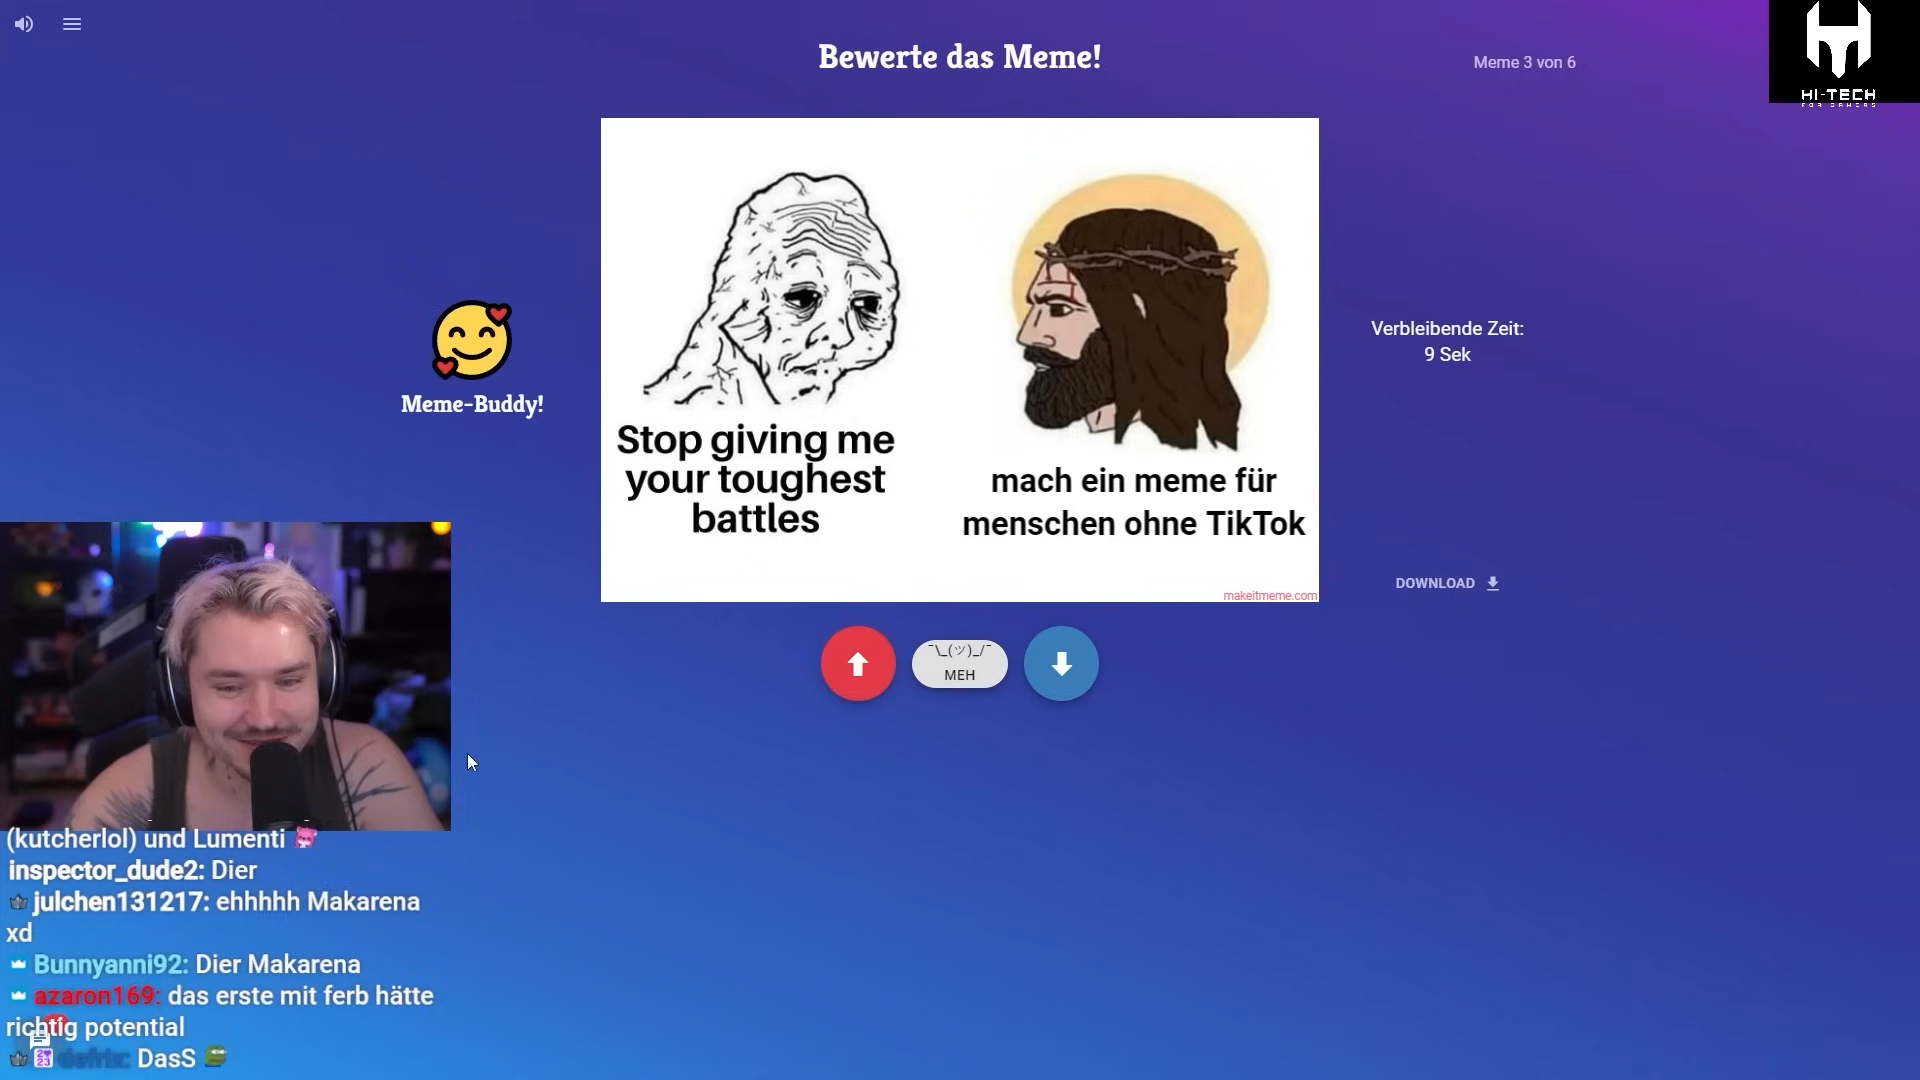 Bewerte das Meme!
Meme 3 von 6
HI-TECH
FOR GAMERS
Meme-Buddy!
Stop giving me
your toughest
battles
mach ein meme für
menschen ohne TikTok
makeitmeme.com
Verbleibende Zeit:
9 Sek
DOWNLOAD
¯\_(ツ)_/¯
MEH
(kutcherlol) und Lumenti
inspector_dude2: Dier
julchen131217: ehhhhh Makarena
xd
Bunnyanni92: Dier Makarena
azaron169: das erste mit ferb hätte
richtig potential
DasS